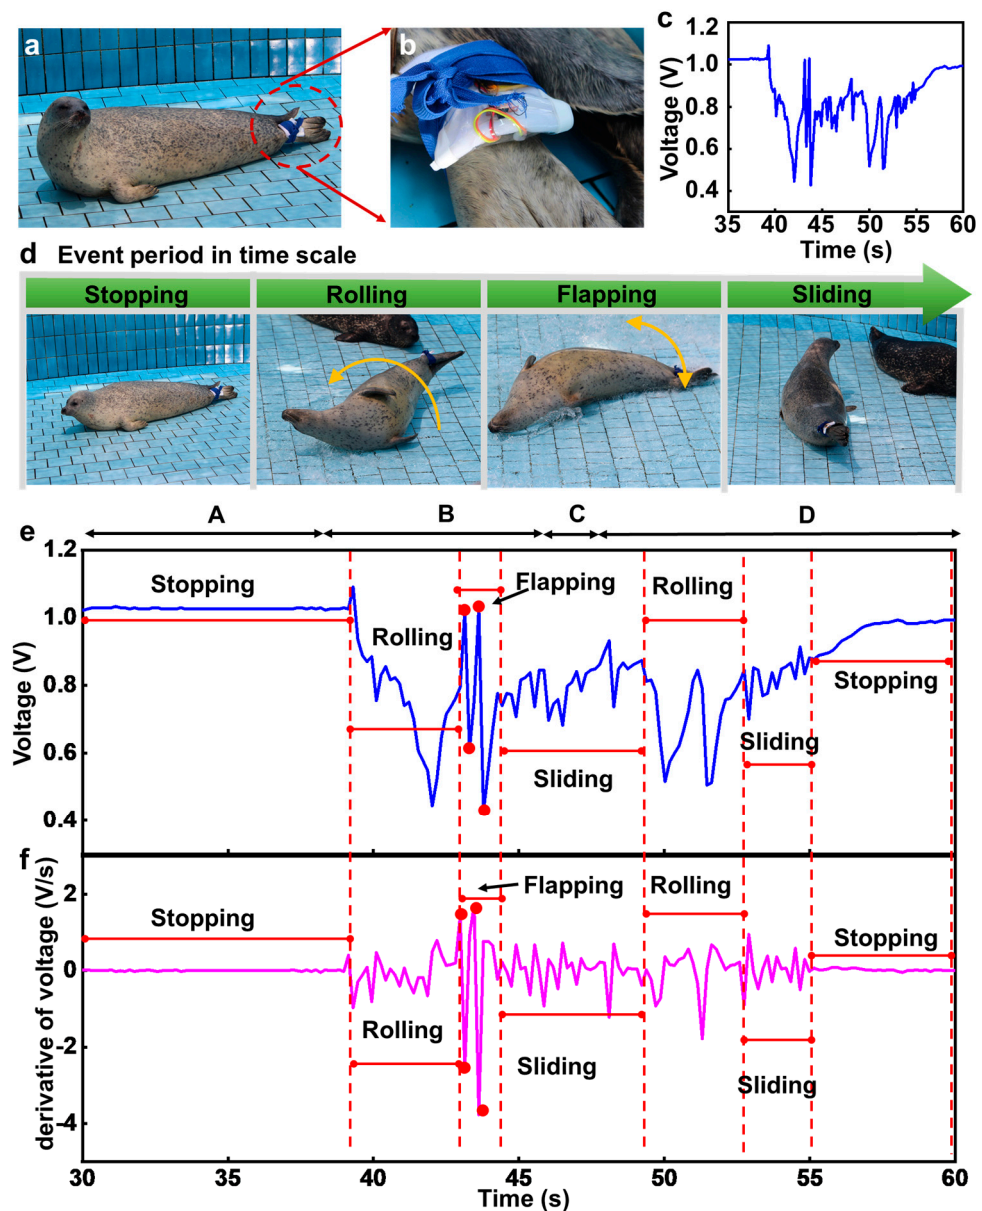 a
b
c
1.2
1.0
0.8
0.6
0.4
Voltage (V)
35 40 45 50 55 60
Time (s)
d Event period in time scale
Stopping Rolling Flapping Sliding
A B C D
e
1.2
1.0
0.8
0.6
0.4
Voltage (V)
Stopping
Rolling
Flapping
Sliding
Rolling
Sliding
Stopping
f
2
0
-2
-4
derivative of voltage (V/s)
Stopping
Rolling
Flapping
Sliding
Rolling
Sliding
Stopping
30 35 40 45 50 55 60
Time (s)